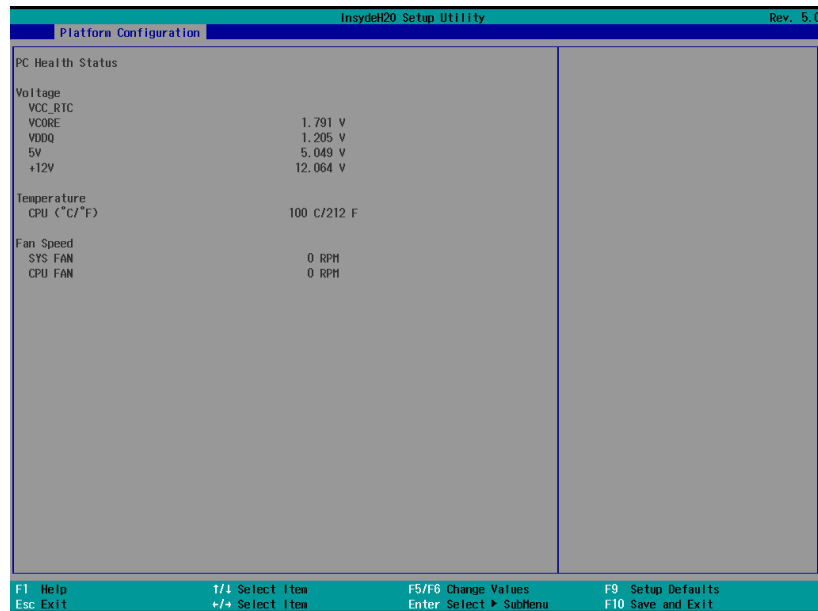 InsydeH20 Setup Utility Rev. 5.0
Platform Configuration
PC Health Status
Voltage
VCC_RTC
VCORE 1.791 V
VDDQ 1.205 V
5V 5.049 V
+12V 12.064 V
Temperature
CPU (°C/°F) 100 C/212 F
Fan Speed
SYS FAN 0 RPM
CPU FAN 0 RPM
F1 Help ↑/↓ Select Item F5/F6 Change Values F9 Setup Defaults
Esc Exit ←/→ Select Item Enter Select ▶ SubMenu F10 Save and Exit